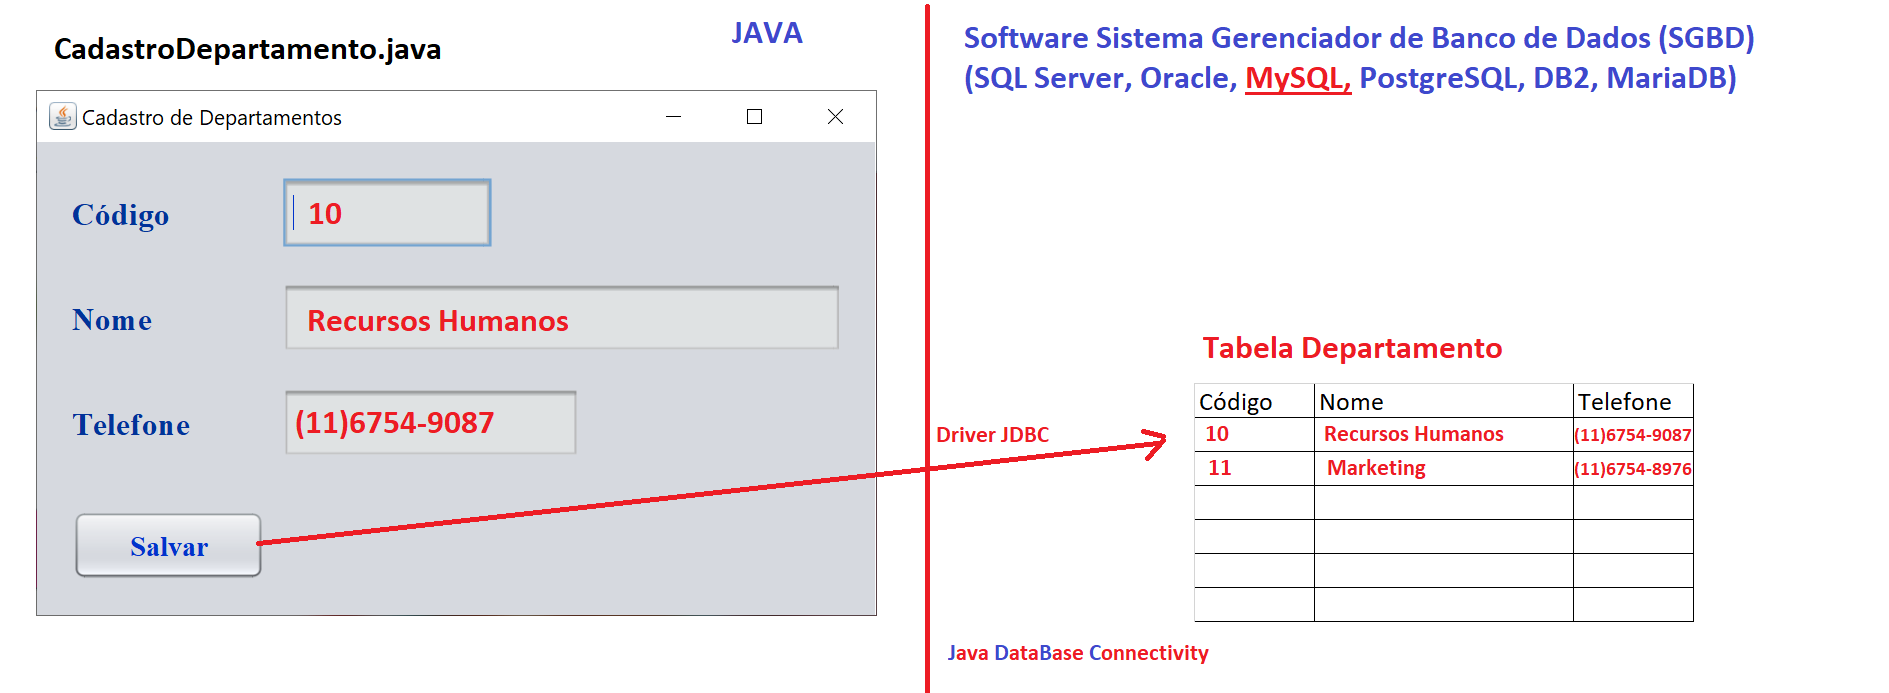 CadastroDepartamento.java
JAVA
Cadastro de Departamentos
Código
10
Nome
Recursos Humanos
Telefone
(11)6754-9087
Salvar
Software Sistema Gerenciador de Banco de Dados (SGBD)
(SQL Server, Oracle, MySQL, PostgreSQL, DB2, MariaDB)
Driver JDBC
Tabela Departamento
Código Nome Telefone
10 Recursos Humanos (11)6754-9087
11 Marketing (11)6754-8976
Java DataBase Connectivity